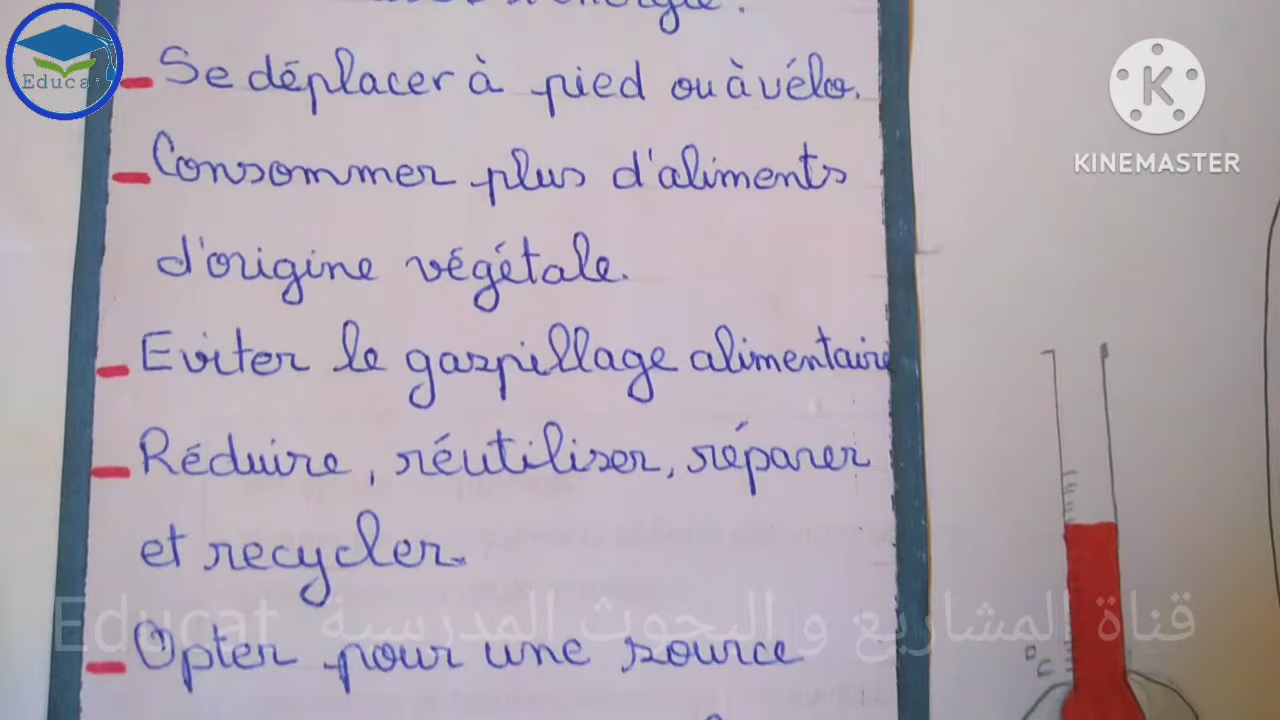 d'énergie.
- Se déplacer à pied ou à vélo.
- Consommer plus d'aliments
d'origine végétale.
- Eviter le gaspillage alimentaire
- Réduire, réutiliser, réparer
et recycler.
- Opter pour une source
Educat
K
KINEMASTER
Educat قناة المشاريع و البحوث المدرسية
°C